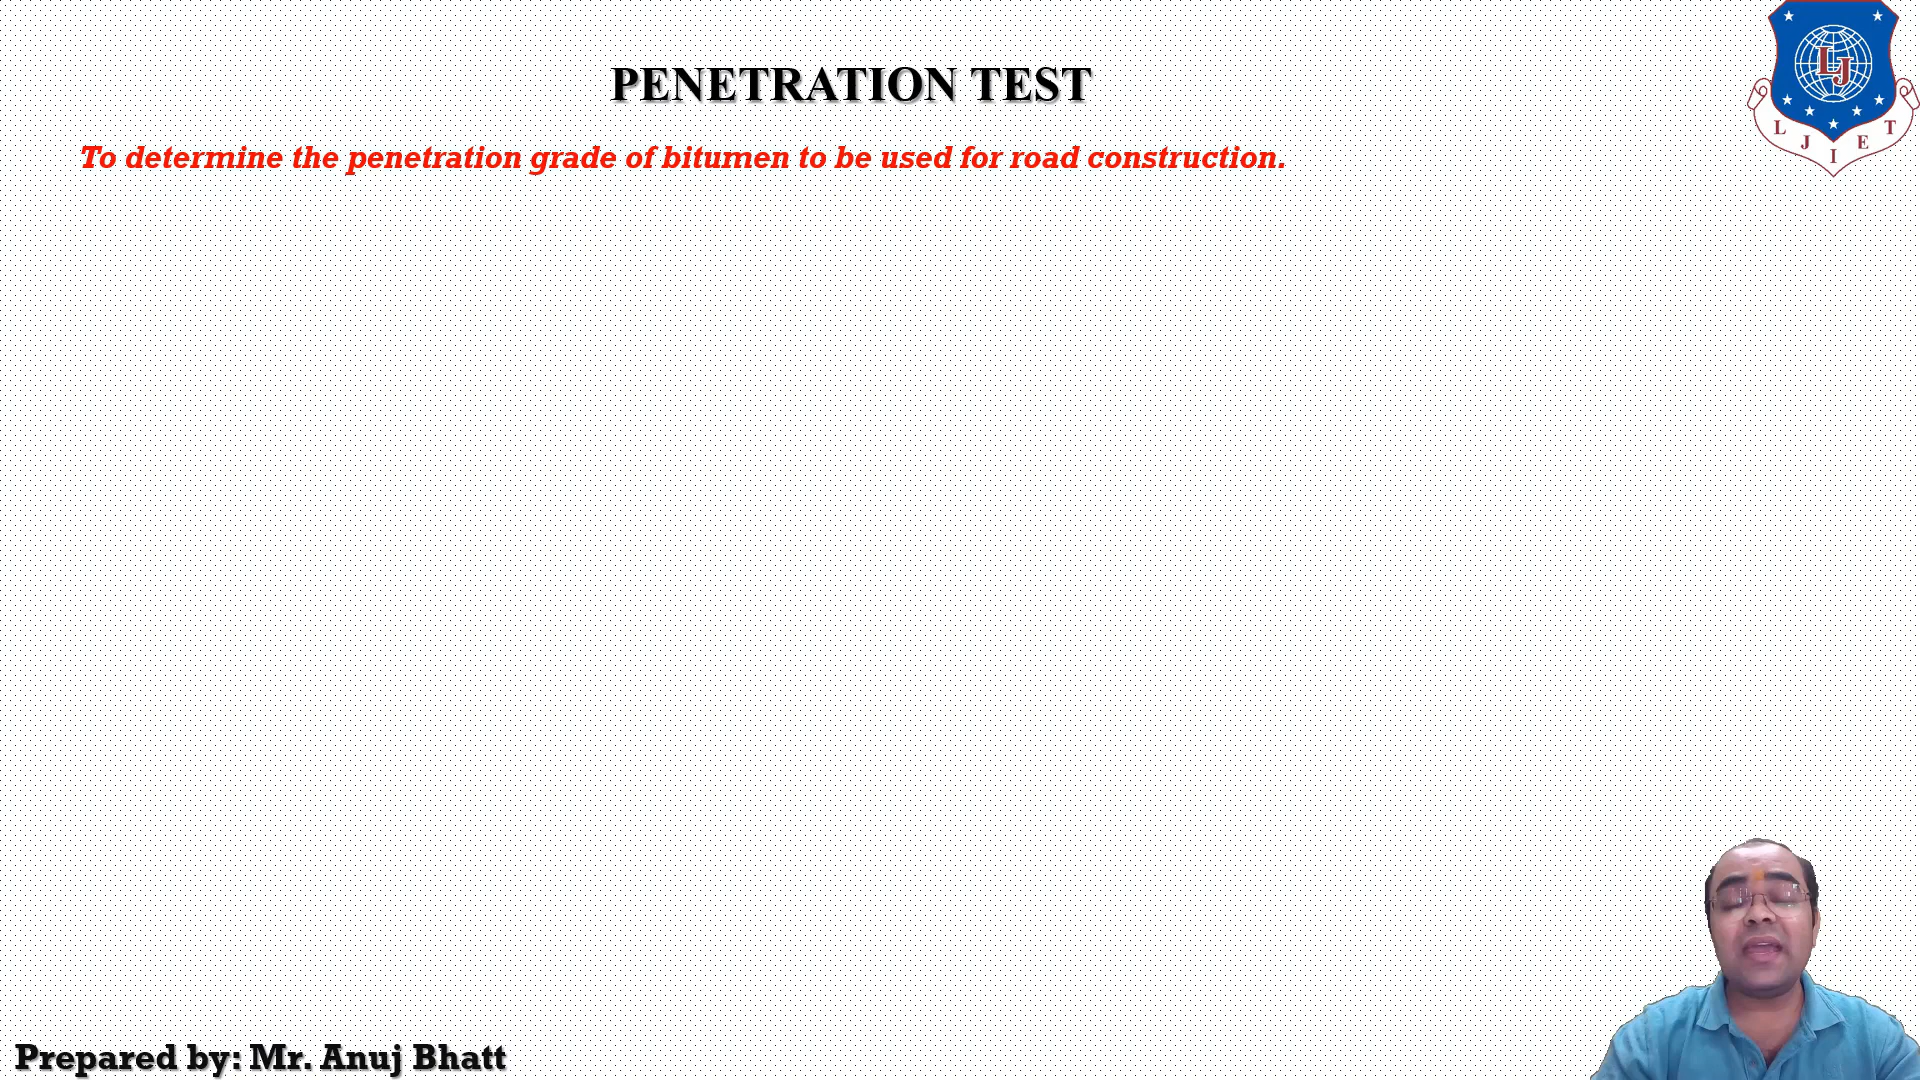 PENETRATION TEST
To determine the penetration grade of bitumen to be used for road construction.
LJ
L J I E T
Prepared by: Mr. Anuj Bhatt